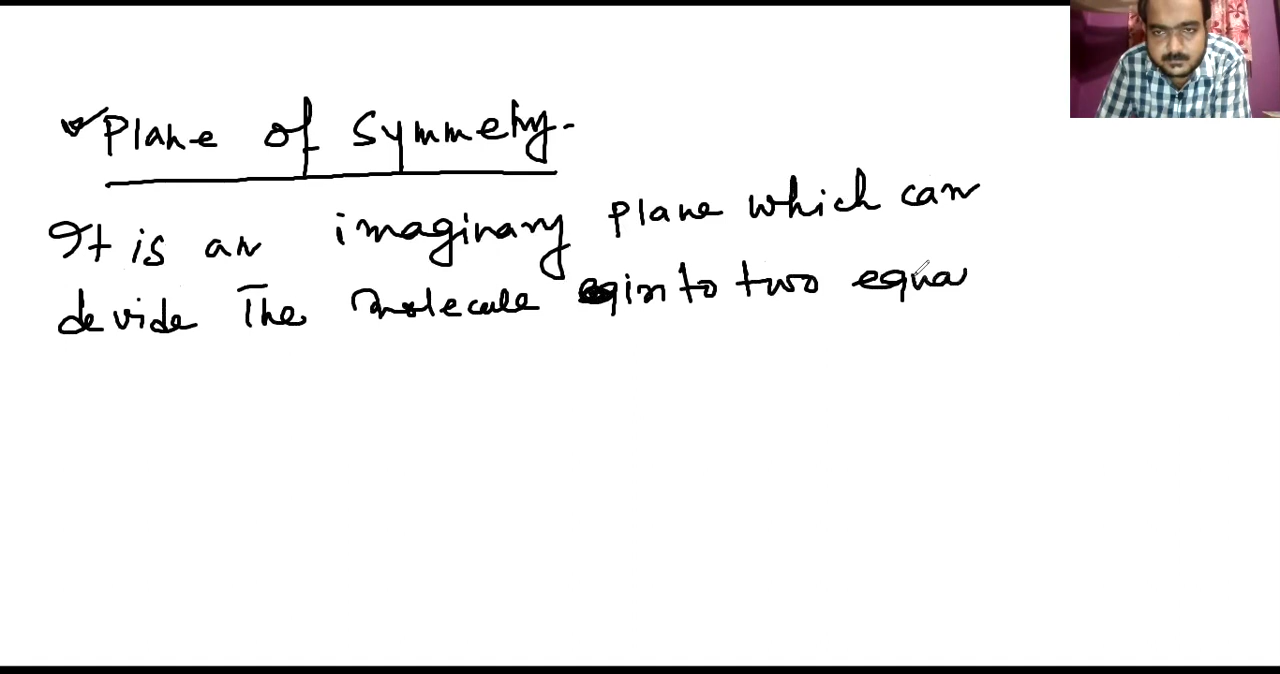 Plane of Symmetry-
It is an imaginary plane which can
devide The molecule into two equa